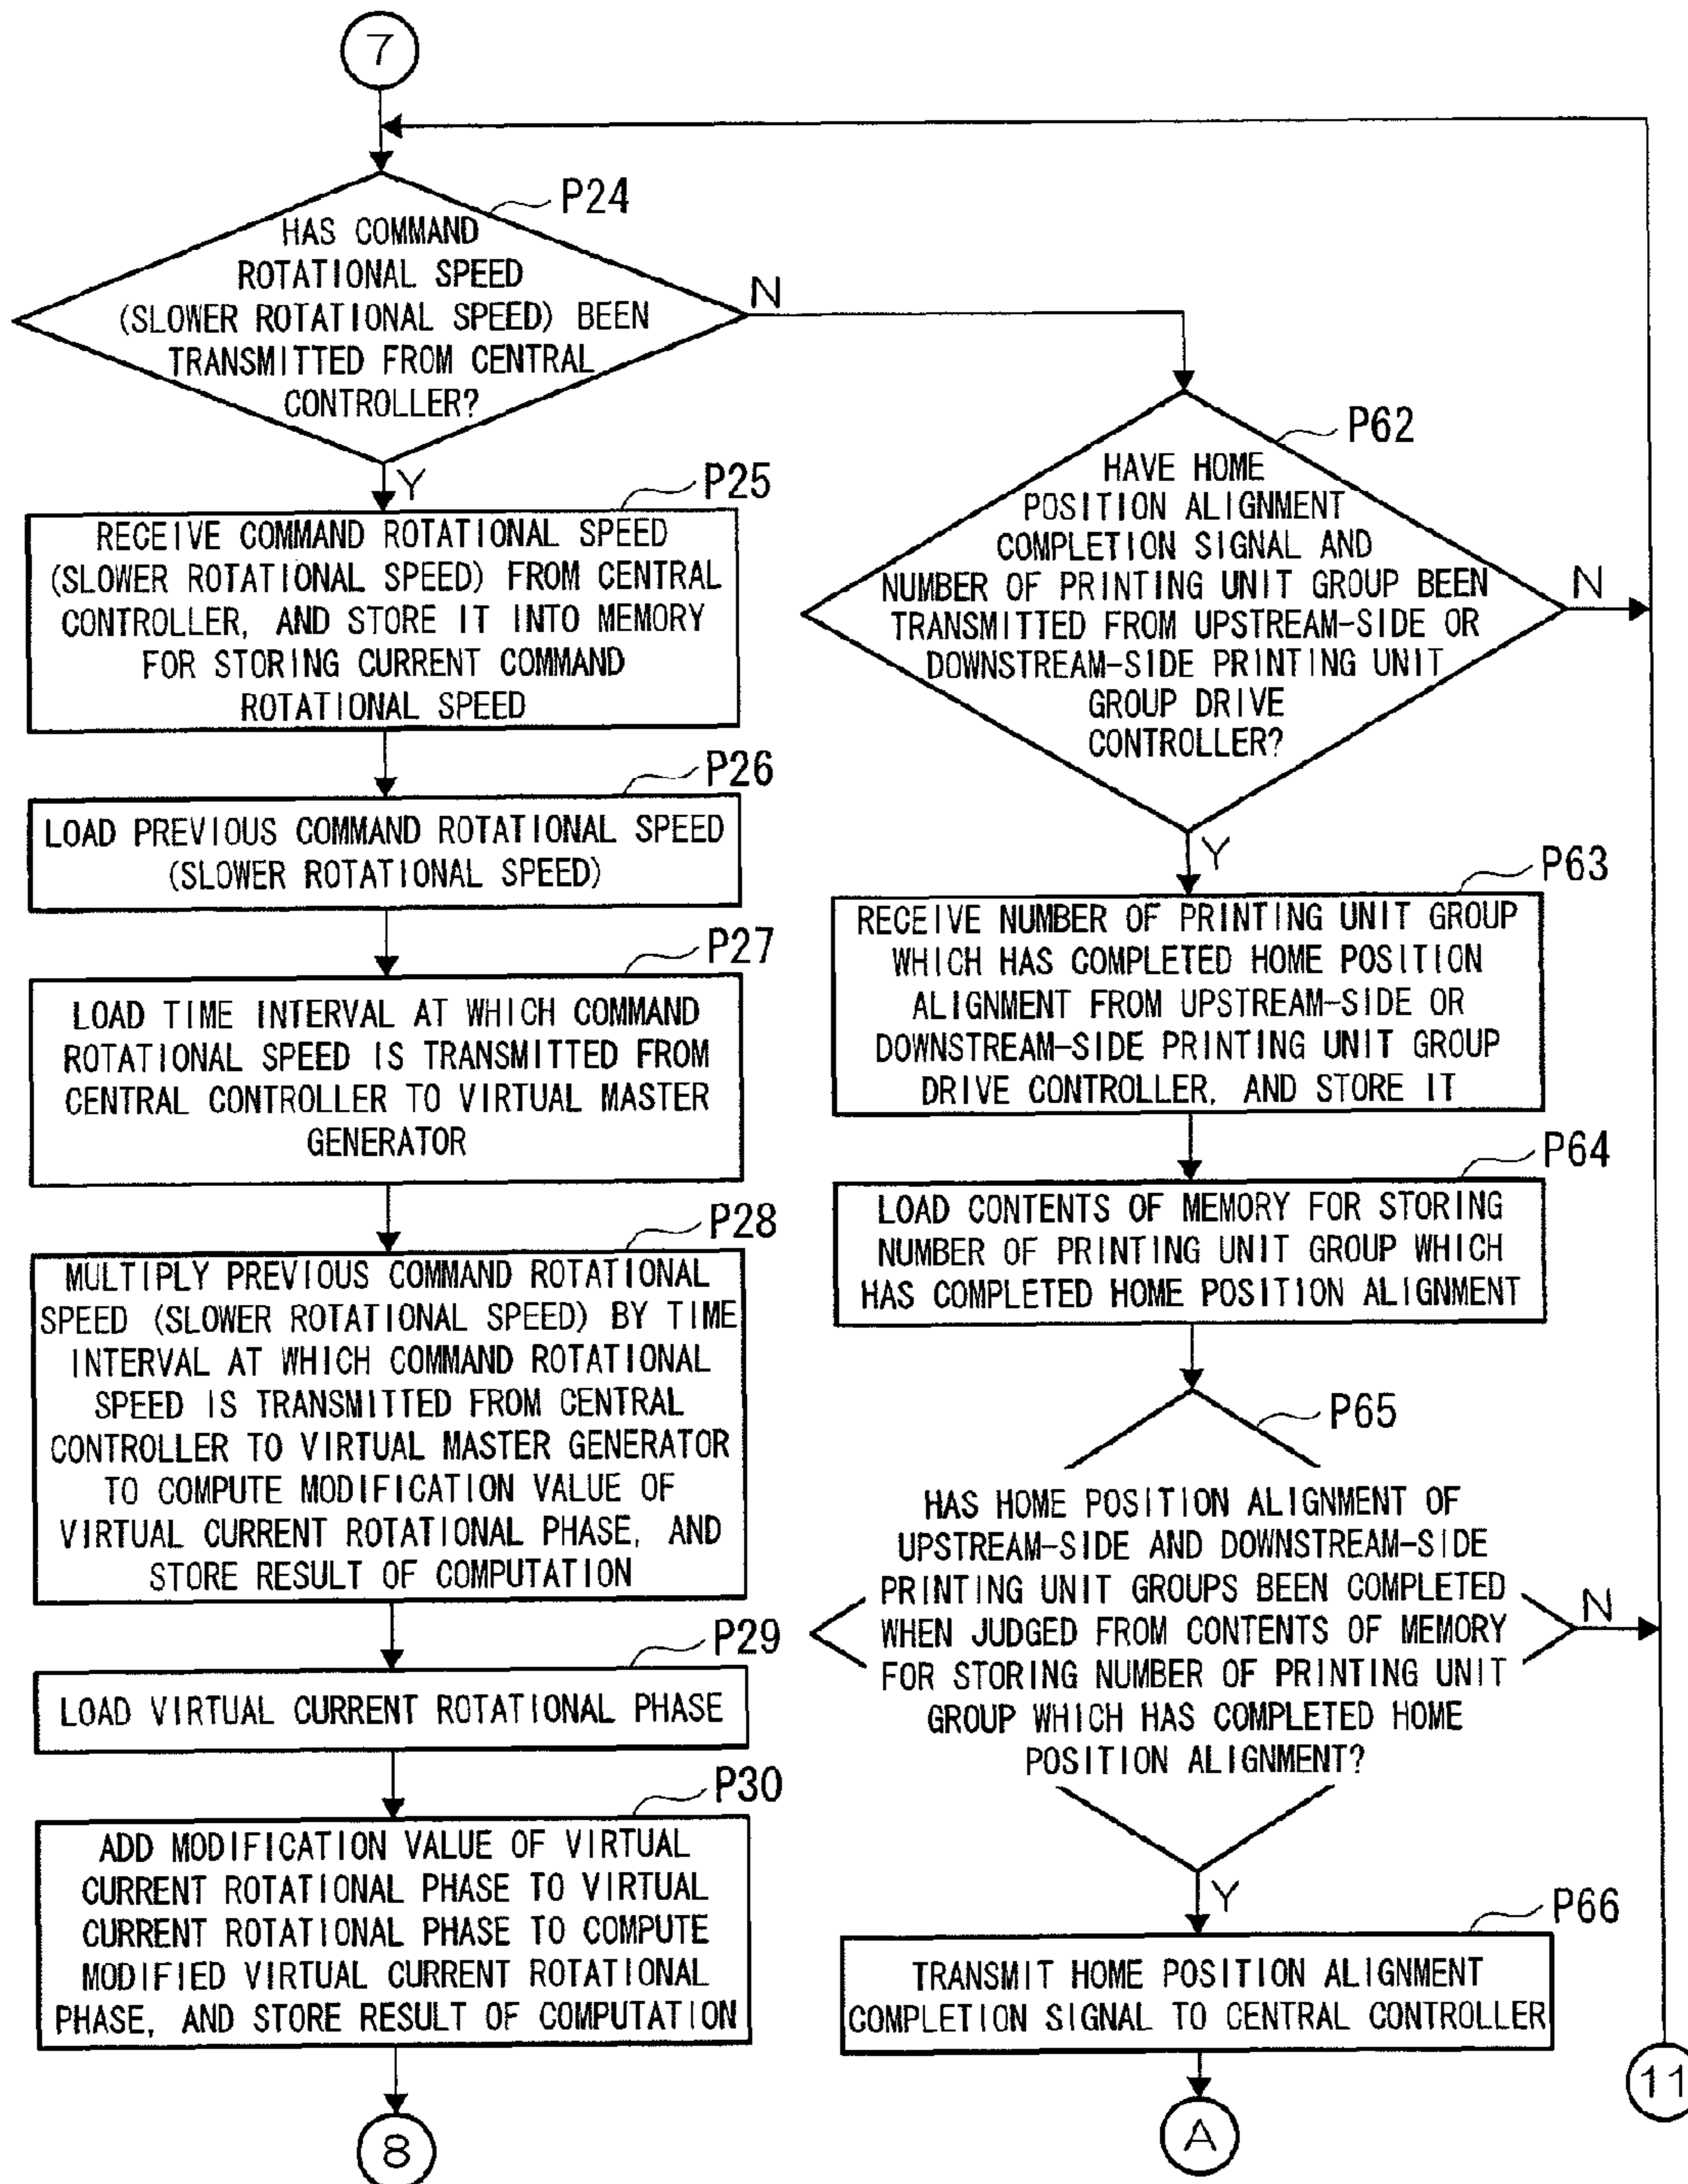 7
P24
HAS COMMAND
ROTATIONAL SPEED
(SLOWER ROTATIONAL SPEED) BEEN
TRANSMITTED FROM CENTRAL
CONTROLLER?
N
Y
P25
RECEIVE COMMAND ROTATIONAL SPEED
(SLOWER ROTATIONAL SPEED) FROM CENTRAL
CONTROLLER, AND STORE IT INTO MEMORY
FOR STORING CURRENT COMMAND
ROTATIONAL SPEED
P26
LOAD PREVIOUS COMMAND ROTATIONAL SPEED
(SLOWER ROTATIONAL SPEED)
P27
LOAD TIME INTERVAL AT WHICH COMMAND
ROTATIONAL SPEED IS TRANSMITTED FROM
CENTRAL CONTROLLER TO VIRTUAL MASTER
GENERATOR
P28
MULTIPLY PREVIOUS COMMAND ROTATIONAL
SPEED (SLOWER ROTATIONAL SPEED) BY TIME
INTERVAL AT WHICH COMMAND ROTATIONAL
SPEED IS TRANSMITTED FROM CENTRAL
CONTROLLER TO VIRTUAL MASTER GENERATOR
TO COMPUTE MODIFICATION VALUE OF
VIRTUAL CURRENT ROTATIONAL PHASE, AND
STORE RESULT OF COMPUTATION
P29
LOAD VIRTUAL CURRENT ROTATIONAL PHASE
P30
ADD MODIFICATION VALUE OF VIRTUAL
CURRENT ROTATIONAL PHASE TO VIRTUAL
CURRENT ROTATIONAL PHASE TO COMPUTE
MODIFIED VIRTUAL CURRENT ROTATIONAL
PHASE, AND STORE RESULT OF COMPUTATION
8
P62
HAVE HOME
POSITION ALIGNMENT
COMPLETION SIGNAL AND
NUMBER OF PRINTING UNIT GROUP BEEN
TRANSMITTED FROM UPSTREAM-SIDE OR
DOWNSTREAM-SIDE PRINTING UNIT
GROUP DRIVE
CONTROLLER?
N
Y
P63
RECEIVE NUMBER OF PRINTING UNIT GROUP
WHICH HAS COMPLETED HOME POSITION
ALIGNMENT FROM UPSTREAM-SIDE OR
DOWNSTREAM-SIDE PRINTING UNIT GROUP
DRIVE CONTROLLER, AND STORE IT
P64
LOAD CONTENTS OF MEMORY FOR STORING
NUMBER OF PRINTING UNIT GROUP WHICH
HAS COMPLETED HOME POSITION ALIGNMENT
P65
HAS HOME POSITION ALIGNMENT OF
UPSTREAM-SIDE AND DOWNSTREAM-SIDE
PRINTING UNIT GROUPS BEEN COMPLETED
WHEN JUDGED FROM CONTENTS OF MEMORY
FOR STORING NUMBER OF PRINTING UNIT
GROUP WHICH HAS COMPLETED HOME
POSITION ALIGNMENT?
N
Y
P66
TRANSMIT HOME POSITION ALIGNMENT
COMPLETION SIGNAL TO CENTRAL CONTROLLER
A
11